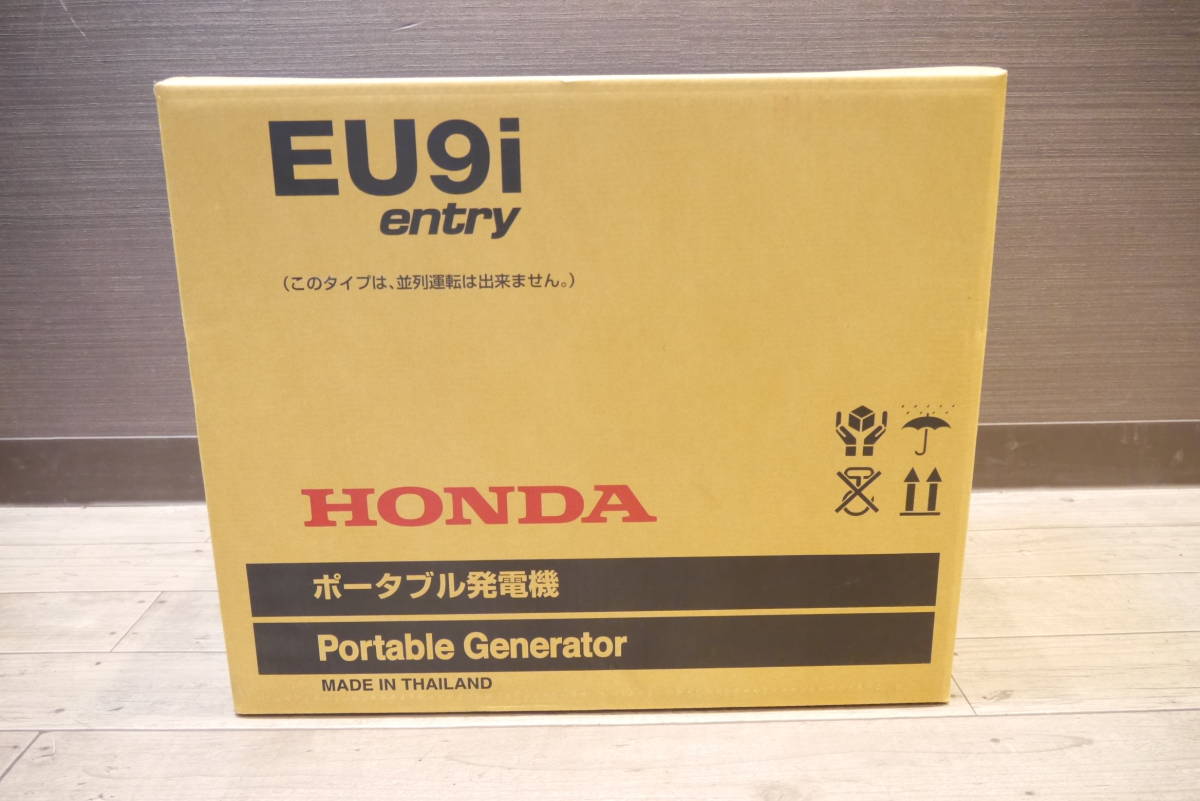 EU9i
entry
(このタイプは、並列運転は出来ません。)
HONDA
ポータブル発電機
Portable Generator
MADE IN THAILAND